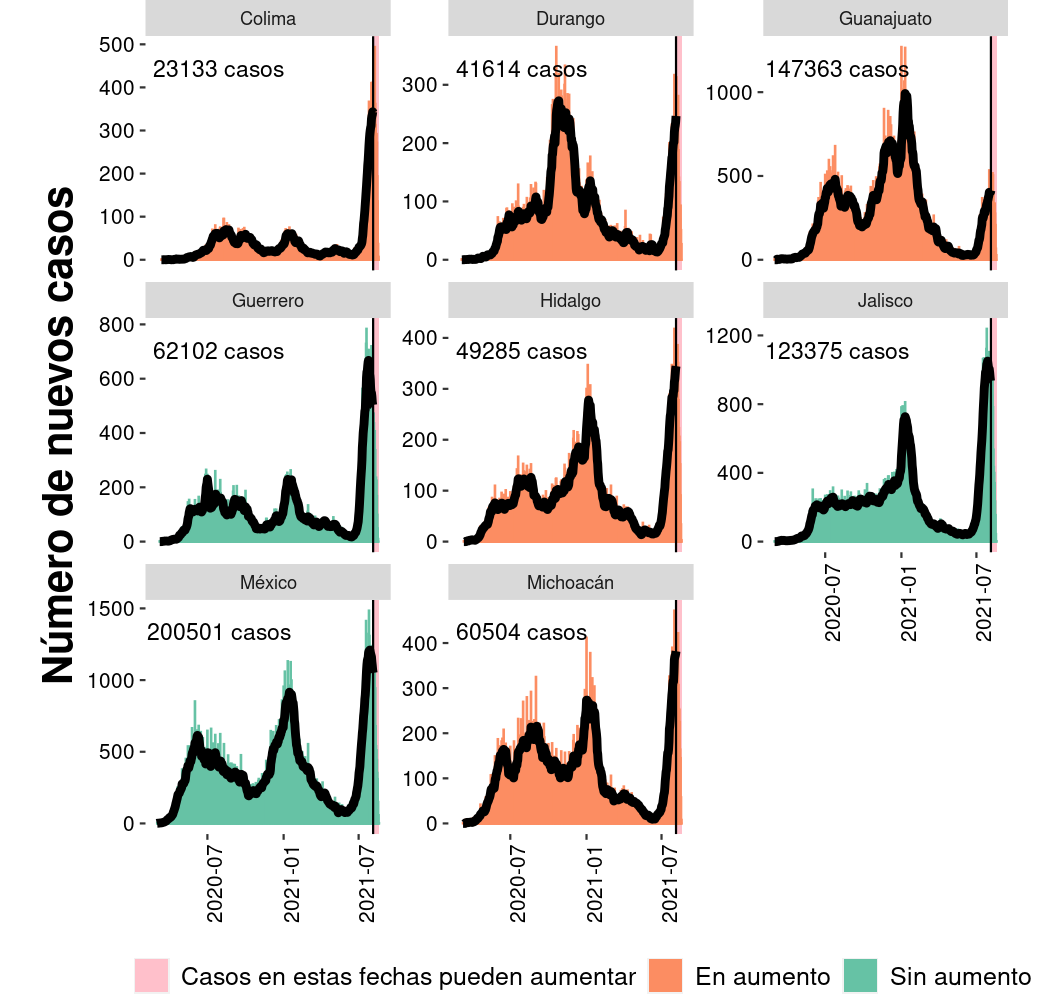 Número de nuevos casos
Colima
500
400
300
200
100
0
23133 casos
Durango
300
200
100
0
41614 casos
Guanajuato
1000
500
0
147363 casos
Guerrero
800
600
400
200
0
62102 casos
Hidalgo
400
300
200
100
0
49285 casos
Jalisco
1200
800
400
0
123375 casos
2020-07
2021-01
2021-07
México
1500
1000
500
0
200501 casos
2020-07
2021-01
2021-07
Michoacán
400
300
200
100
0
60504 casos
2020-07
2021-01
2021-07
Casos en estas fechas pueden aumentar En aumento Sin aumento